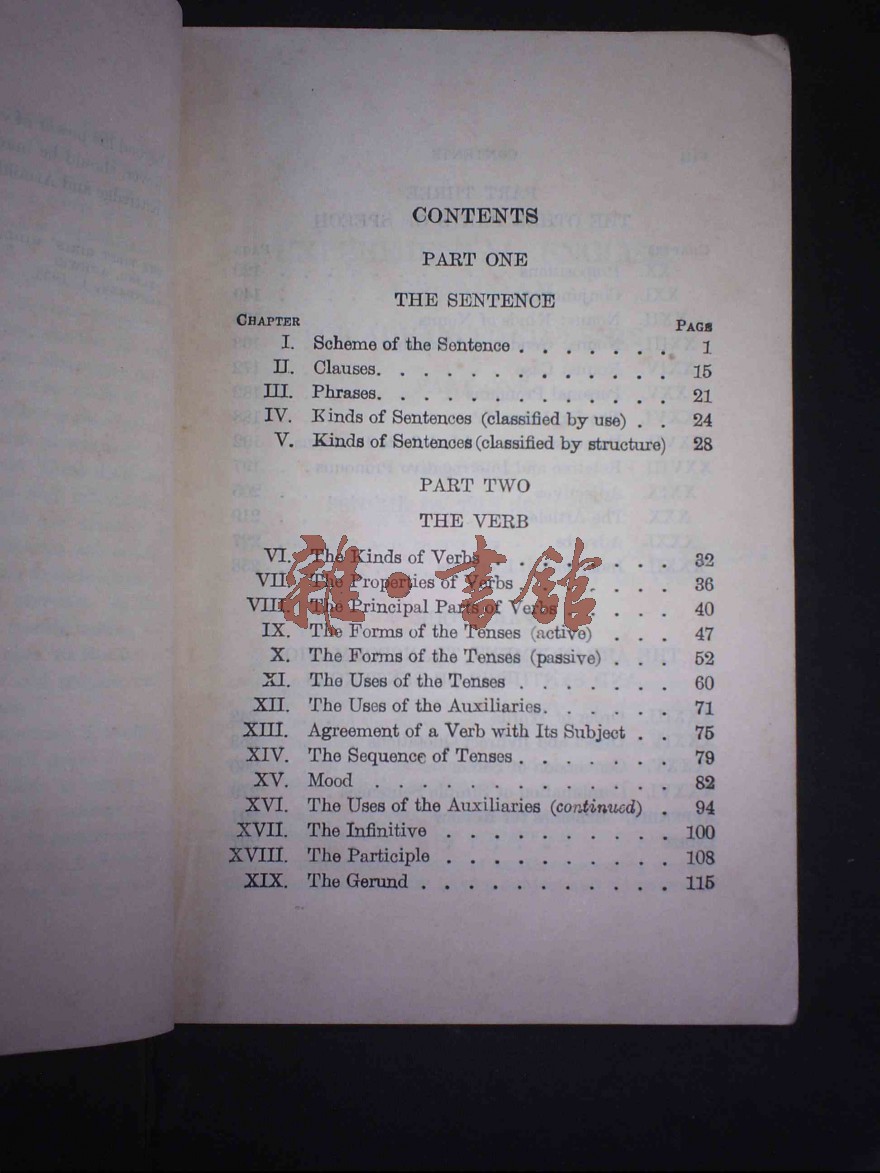 CONTENTS
PART ONE
THE SENTENCE
CHAPTER PAGE
I. Scheme of the Sentence . . . . . . . 1
II. Clauses. . . . . . . . . . . . . 15
III. Phrases. . . . . . . . . . . . . 21
IV. Kinds of Sentences (classified by use) . . 24
V. Kinds of Sentences (classified by structure) 28
PART TWO
THE VERB
VI. The Kinds of Verbs . . . . . . . . 32
VII. The Properties of Verbs . . . . . . . 36
VIII. The Principal Parts of Verbs . . . . . 40
IX. The Forms of the Tenses (active) . . . . 47
X. The Forms of the Tenses (passive) . . . . 52
XI. The Uses of the Tenses . . . . . . . 60
XII. The Uses of the Auxiliaries. . . . . . 71
XIII. Agreement of a Verb with Its Subject . . 75
XIV. The Sequence of Tenses . . . . . . . 79
XV. Mood . . . . . . . . . . . . 82
XVI. The Uses of the Auxiliaries (continued) . 94
XVII. The Infinitive . . . . . . . . . . 100
XVIII. The Participle . . . . . . . . . . 108
XIX. The Gerund . . . . . . . . . . . 115
雜·書館